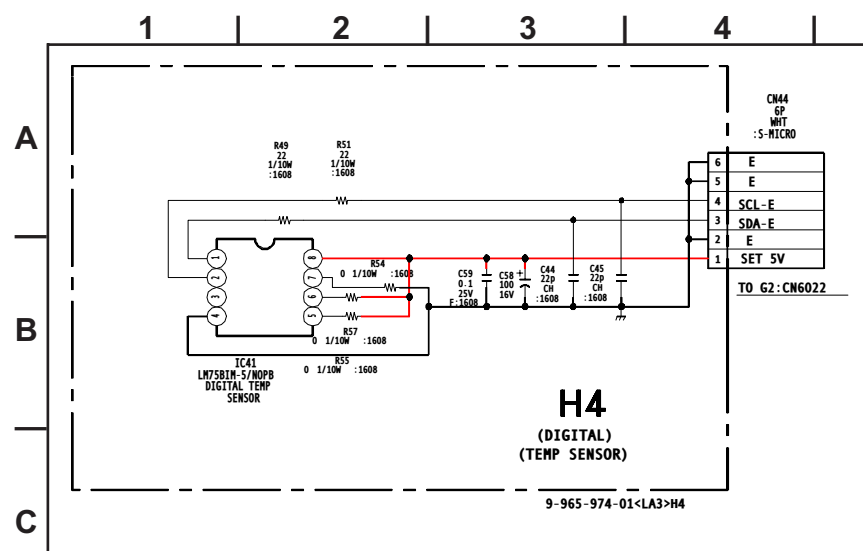 1 2 3 4
A
B
C
CN44
6P
WHT
:S-MICRO
R49
22
1/10W
:1608
R51
22
1/10W
:1608
6 E
5 E
4 SCL-E
3 SDA-E
2 E
1 SET 5V
TO G2:CN6022
1
2
3
4
8
7
6
5
R54
0 1/10W :1608
R57
0 1/10W :1608
R55
0 1/10W :1608
C59
0.1
25V
F:1608
C58
100
16V
+
C44
22p
CH
:1608
C45
22p
CH
:1608
IC41
LM75BIM-5/NOPB
DIGITAL TEMP
SENSOR
H4
(DIGITAL)
(TEMP SENSOR)
9-965-974-01<LA3>H4